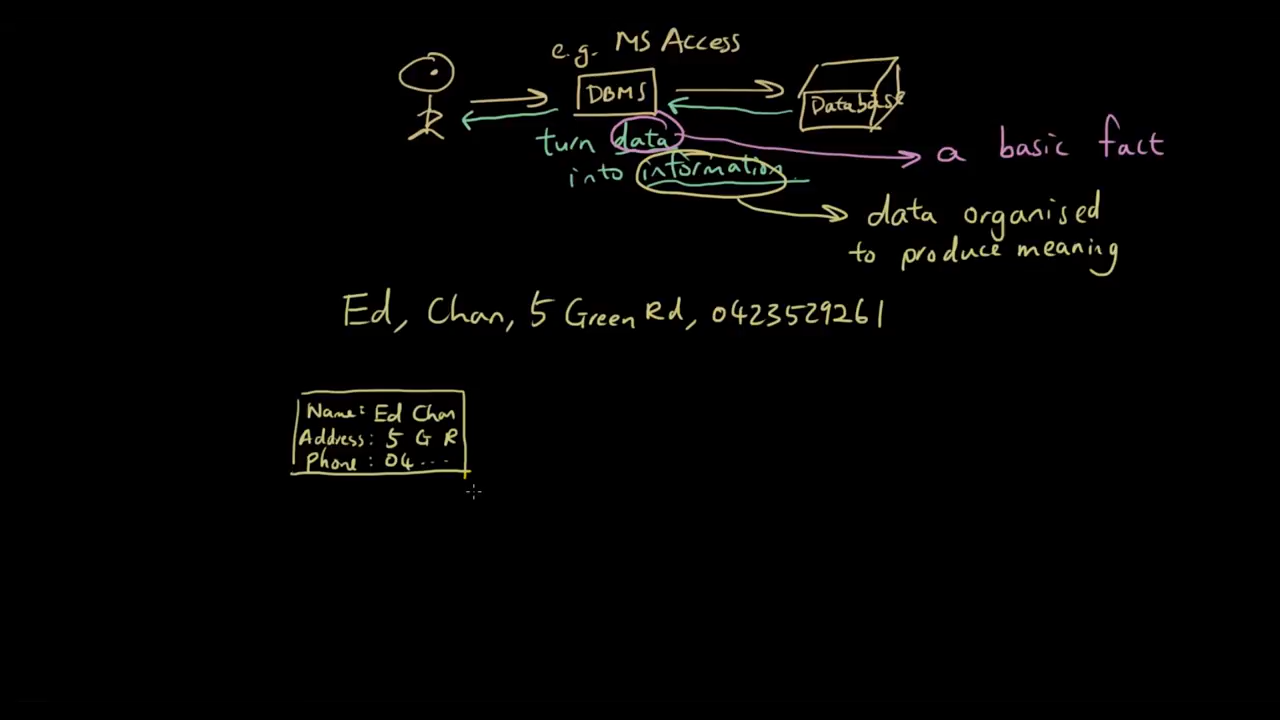 e.g. MS Access
DBMS
Database
turn data
into information
a basic fact
data organised
to produce meaning
Ed, Chan, 5 Green Rd, 0423529261
Name: Ed Chan
Address: 5 G R
Phone: 04...